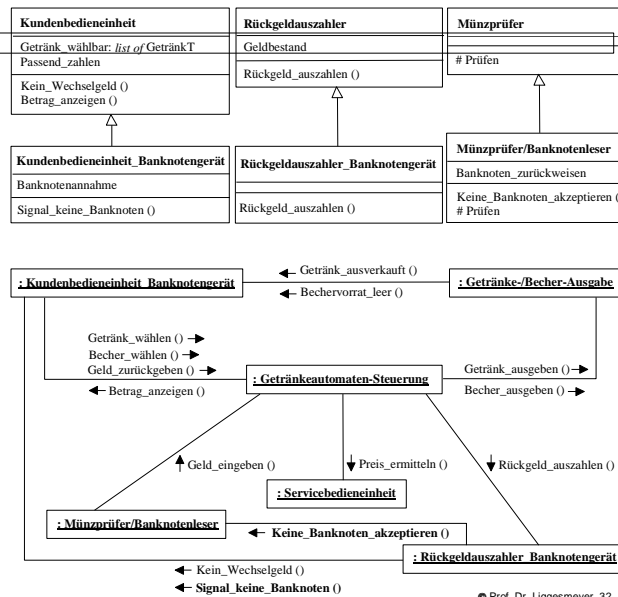 Kundenbedieneinheit
Getränk_wählbar: list of GetränkT
Passend_zahlen
Kein_Wechselgeld ()
Betrag_anzeigen ()
Rückgeldauszahler
Geldbestand
Rückgeld_auszahlen ()
Münzprüfer
# Prüfen
Kundenbedieneinheit_Banknotengerät
Banknotenannahme
Signal_keine_Banknoten ()
Rückgeldauszahler_Banknotengerät
Rückgeld_auszahlen ()
Münzprüfer/Banknotenleser
Banknoten_zurückweisen
Keine_Banknoten_akzeptieren (
# Prüfen
: Kundenbedieneinheit_Banknotengerät
Getränk_ausverkauft ()
Bechervorrat_leer ()
: Getränke-/Becher-Ausgabe
Getränk_wählen ()
Becher_wählen ()
Geld_zurückgeben ()
Betrag_anzeigen ()
: Getränkeautomaten-Steuerung
Getränk_ausgeben ()
Becher_ausgeben ()
Geld_eingeben ()
Preis_ermitteln ()
Rückgeld_auszahlen ()
: Servicebedieneinheit
: Münzprüfer/Banknotenleser
Keine_Banknoten_akzeptieren ()
: Rückgeldauszahler_Banknotengerät
Kein_Wechselgeld ()
Signal_keine_Banknoten ()
Prof. Dr. Liggesmeyer, 32